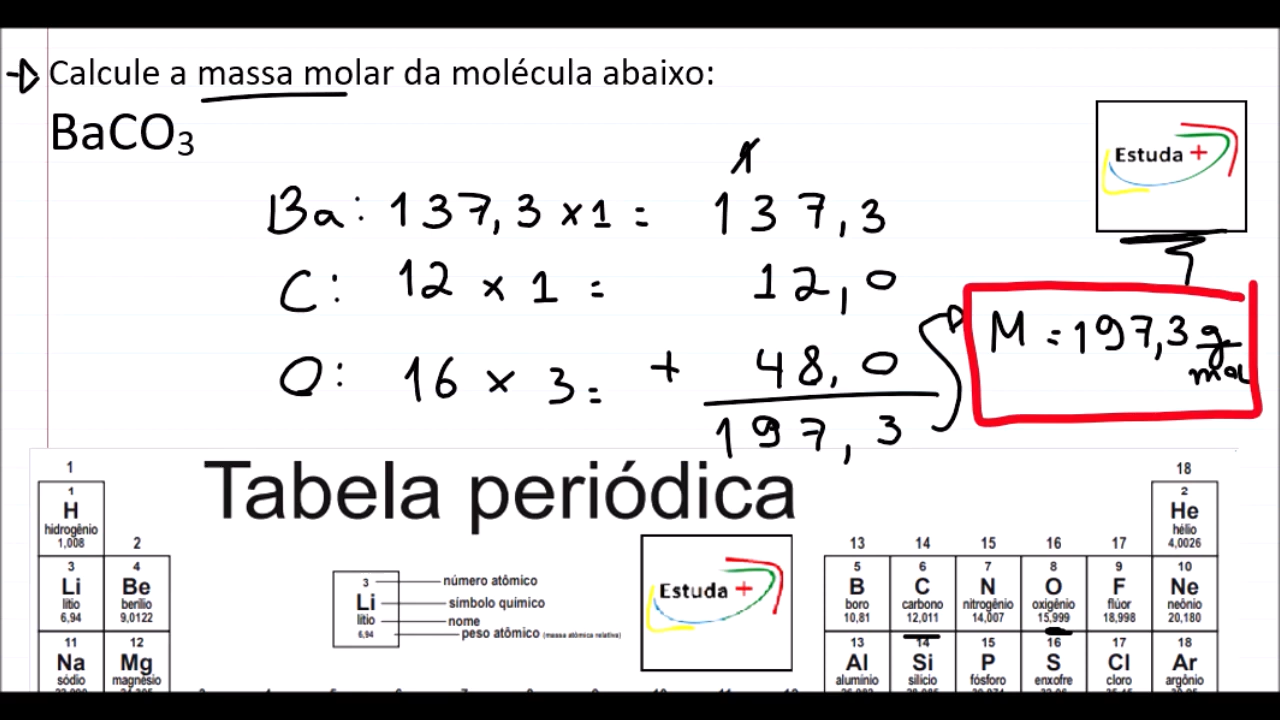 Calcule a massa molar da molécula abaixo:
BaCO₃
Estuda +
Ba: 137,3 x 1 = 137,3
1
C: 12 x 1 = 12,0
O: 16 x 3 = + 48,0
197,3
M = 197,3 g/mol
Tabela periódica
1
18
1
H
hidrogênio
1,008
2
He
hélio
4,0026
2
13 14 15 16 17
3
Li
lítio
6,94
4
Be
berílio
9,0122
3
Li
lítio
6,94
número atômico
símbolo químico
nome
peso atômico (massa atômica relativa)
Estuda +
5
B
boro
10,81
6
C
carbono
12,011
7
N
nitrogênio
14,007
8
O
oxigênio
15,999
9
F
flúor
18,998
10
Ne
neônio
20,180
11
Na
sódio
12
Mg
magnésio
13
Al
alumínio
14
Si
silício
15
P
fósforo
16
S
enxofre
17
Cl
cloro
18
Ar
argônio